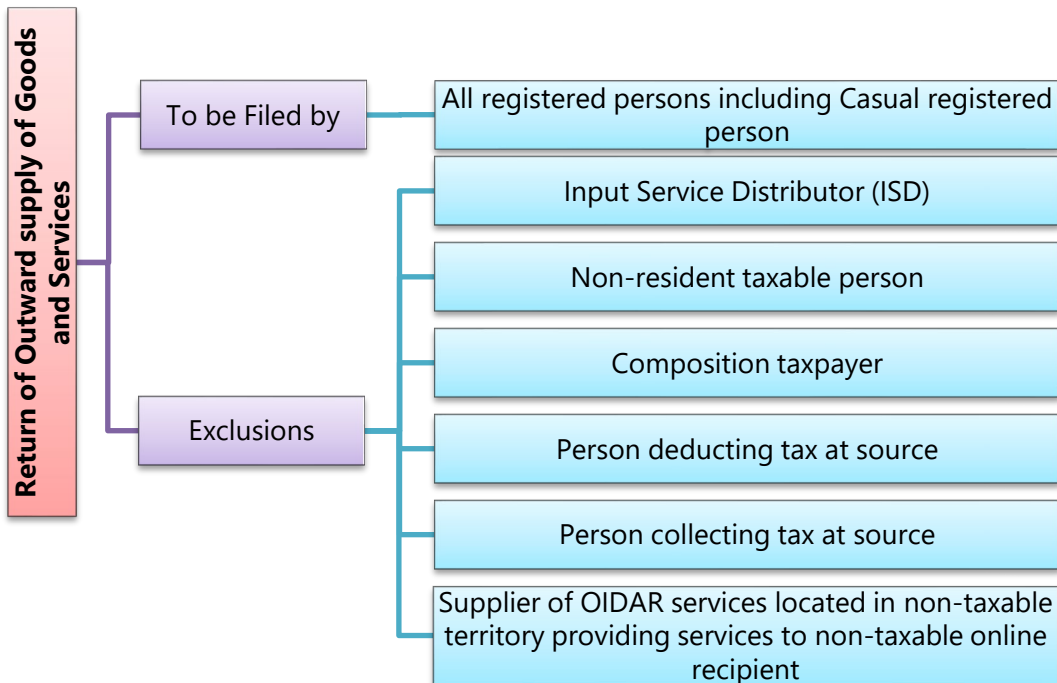 Return of Outward supply of Goods
and Services
To be Filed by
All registered persons including Casual registered
person
Exclusions
Input Service Distributor (ISD)
Non-resident taxable person
Composition taxpayer
Person deducting tax at source
Person collecting tax at source
Supplier of OIDAR services located in non-taxable
territory providing services to non-taxable online
recipient